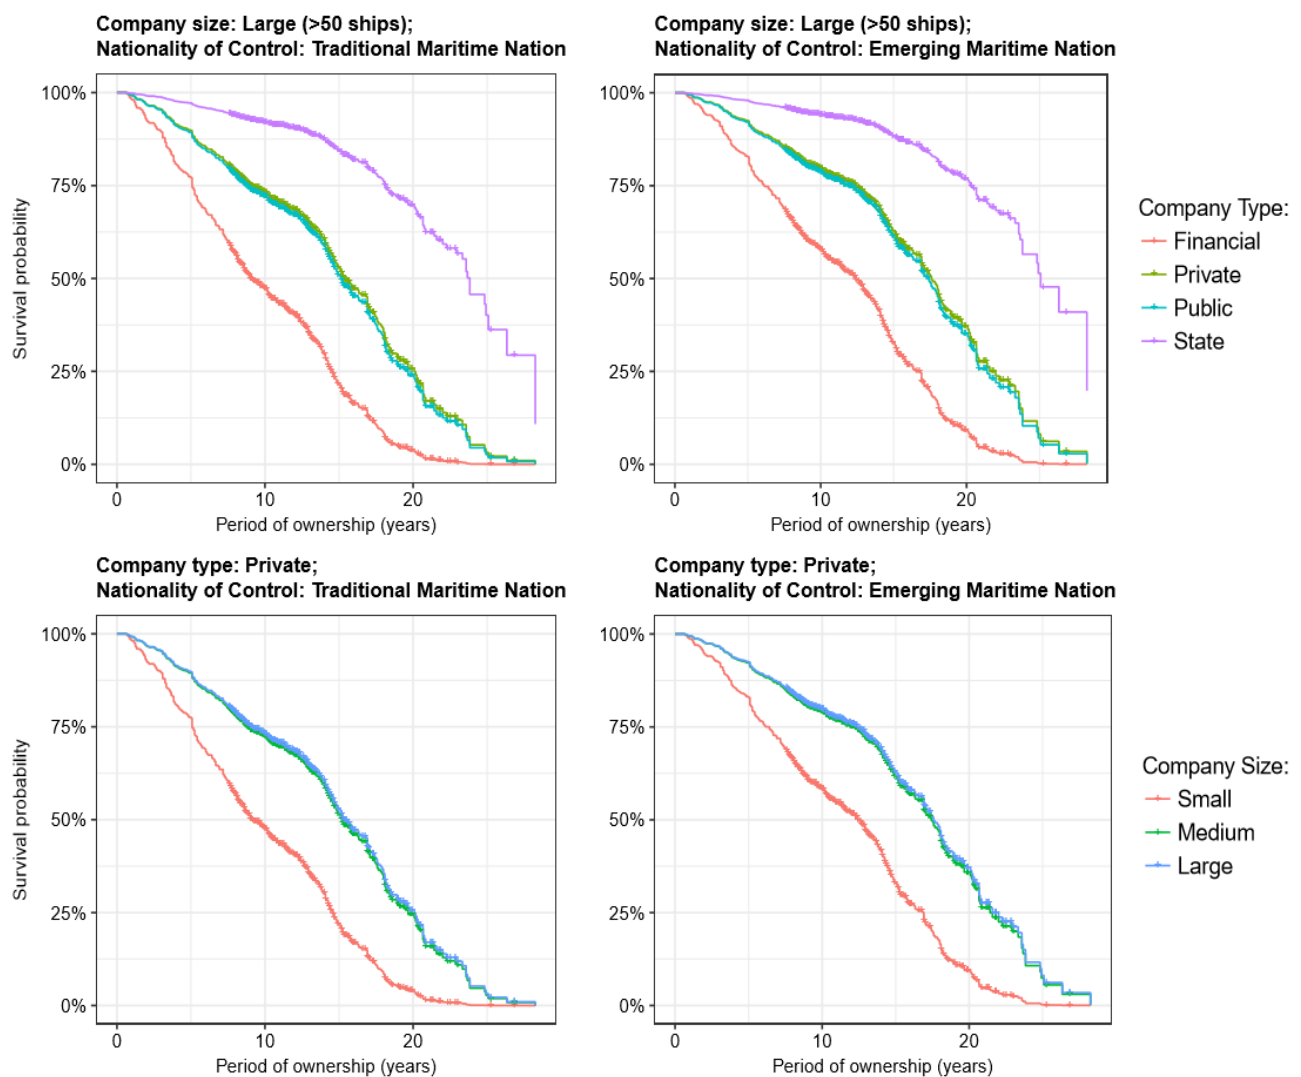 Company size: Large (>50 ships);
Nationality of Control: Traditional Maritime Nation
Survival probability
100%
75%
50%
25%
0%
0
10
20
Period of ownership (years)
Company size: Large (>50 ships);
Nationality of Control: Emerging Maritime Nation
100%
75%
50%
25%
0%
0
10
20
Period of ownership (years)
Company Type:
Financial
Private
Public
State
Company type: Private;
Nationality of Control: Traditional Maritime Nation
Survival probability
100%
75%
50%
25%
0%
0
10
20
Period of ownership (years)
Company type: Private;
Nationality of Control: Emerging Maritime Nation
100%
75%
50%
25%
0%
0
10
20
Period of ownership (years)
Company Size:
Small
Medium
Large